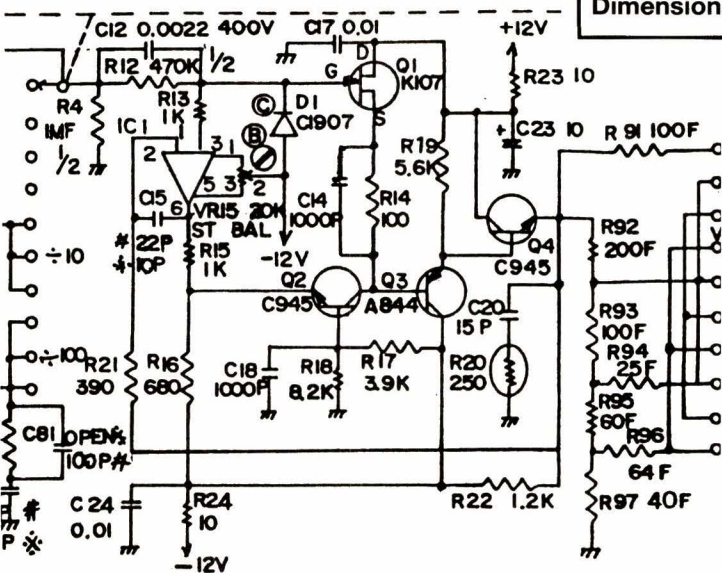 Dimension
C12 0.0022 400V
C17 0.01
+12V
R12 470K
1/2
D
Q1
K107
G
S
R23 10
R4
1MF
1/2
R13
1K
C
D1
C1907
B
IC1
R19
5.6K
+
C23 10
R91 100F
2
3
1
5
3
2
6
C15
VR15 20K
ST BAL
# 22P
※ 10P
R15
1K
-12V
C14
1000P
R14
100
Q4
C945
R92
200F
V
÷10
Q2
C945
Q3
A844
C20
15P
R93
100F
R94
25F
÷100
R21
390
R16
680
C18
1000P
R18
8.2K
R17
3.9K
R20
250
R95
60F
R96
64F
C81
OPEN※
100P#
#
P ※
C24
0.01
R24
10
R22 1.2K
R97 40F
-12V